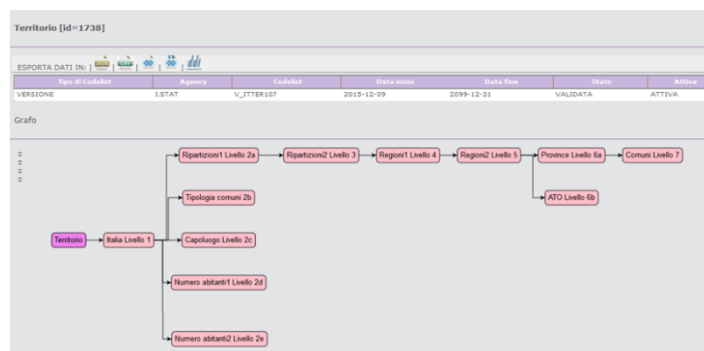 Territorio [id=1738]
ESPORTA DATI IN: | | | | |
Tipo di Codelist Agency Codelist Data inizio Data fine Stato Attiva
VERSIONE I.STAT V_ITTER107 2015-12-09 2099-12-31 VALIDATA ATTIVA
Grafo
Ripartizioni1 Livello 2a Ripartizioni2 Livello 3 Regioni1 Livello 4 Regioni2 Livello 5 Province Livello 6a Comuni Livello 7
Tipologia comuni 2b ATO Livello 6b
Territorio Italia Livello 1 Capoluogo Livello 2c
Numero abitanti1 Livello 2d
Numero abitanti2 Livello 2e